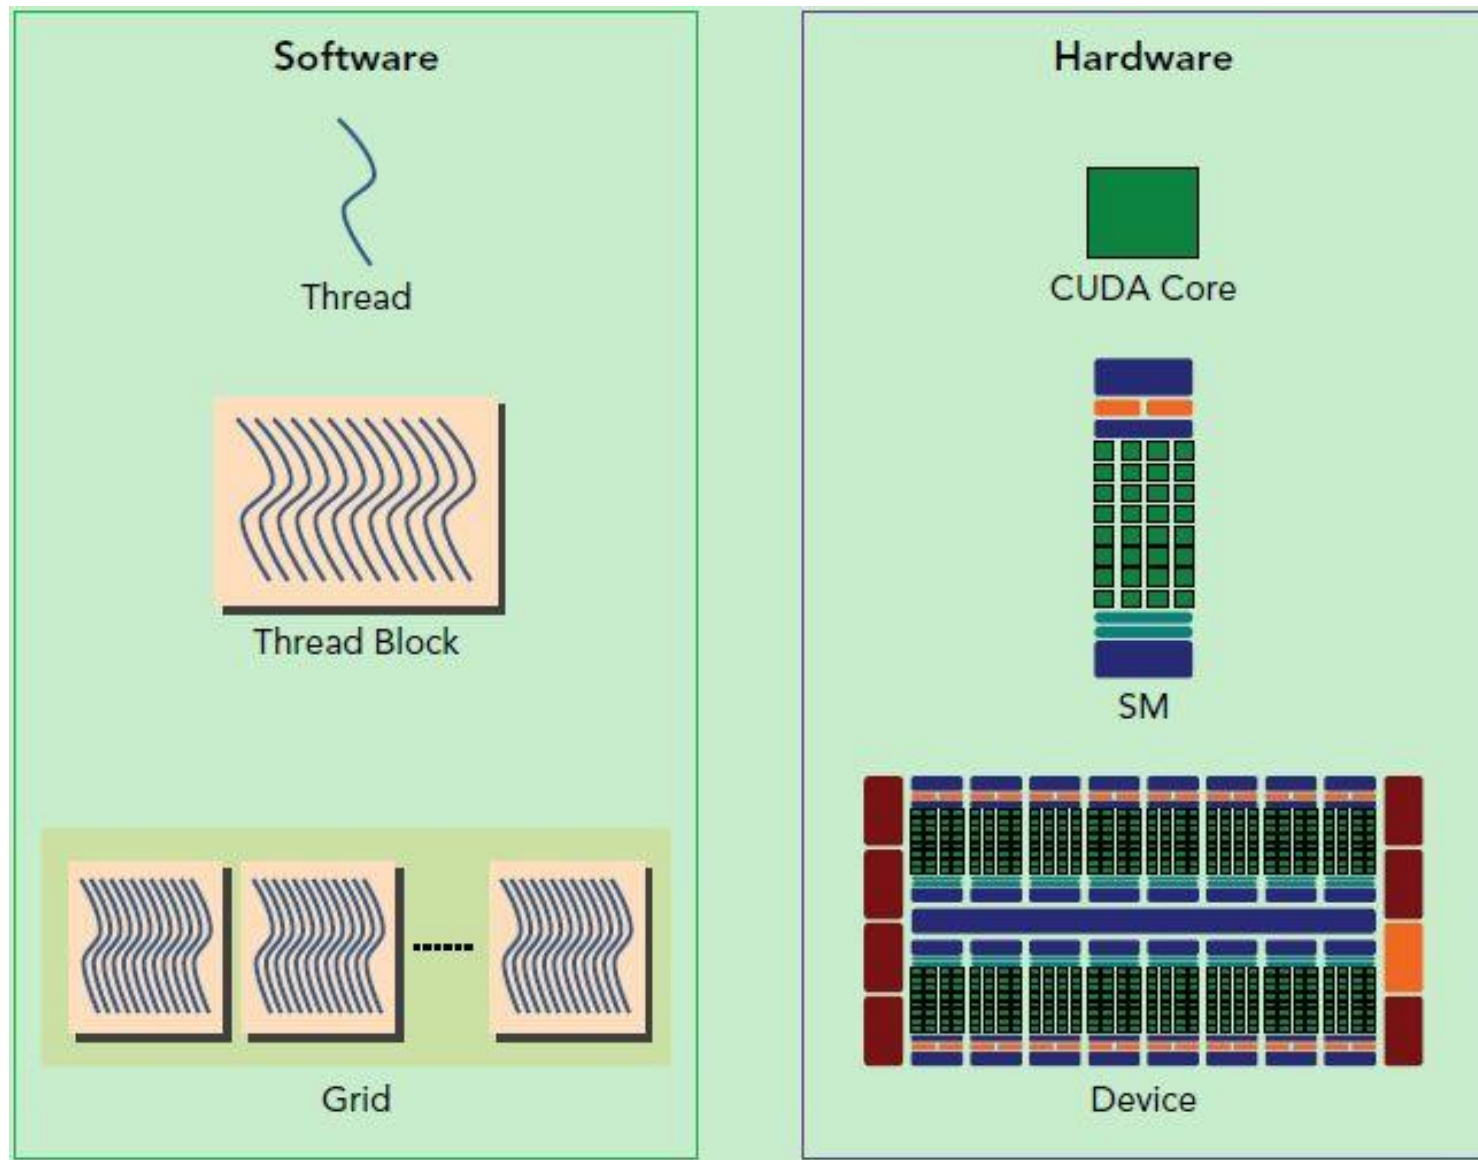 Software
Thread
Thread Block
Grid
Hardware
CUDA Core
SM
Device